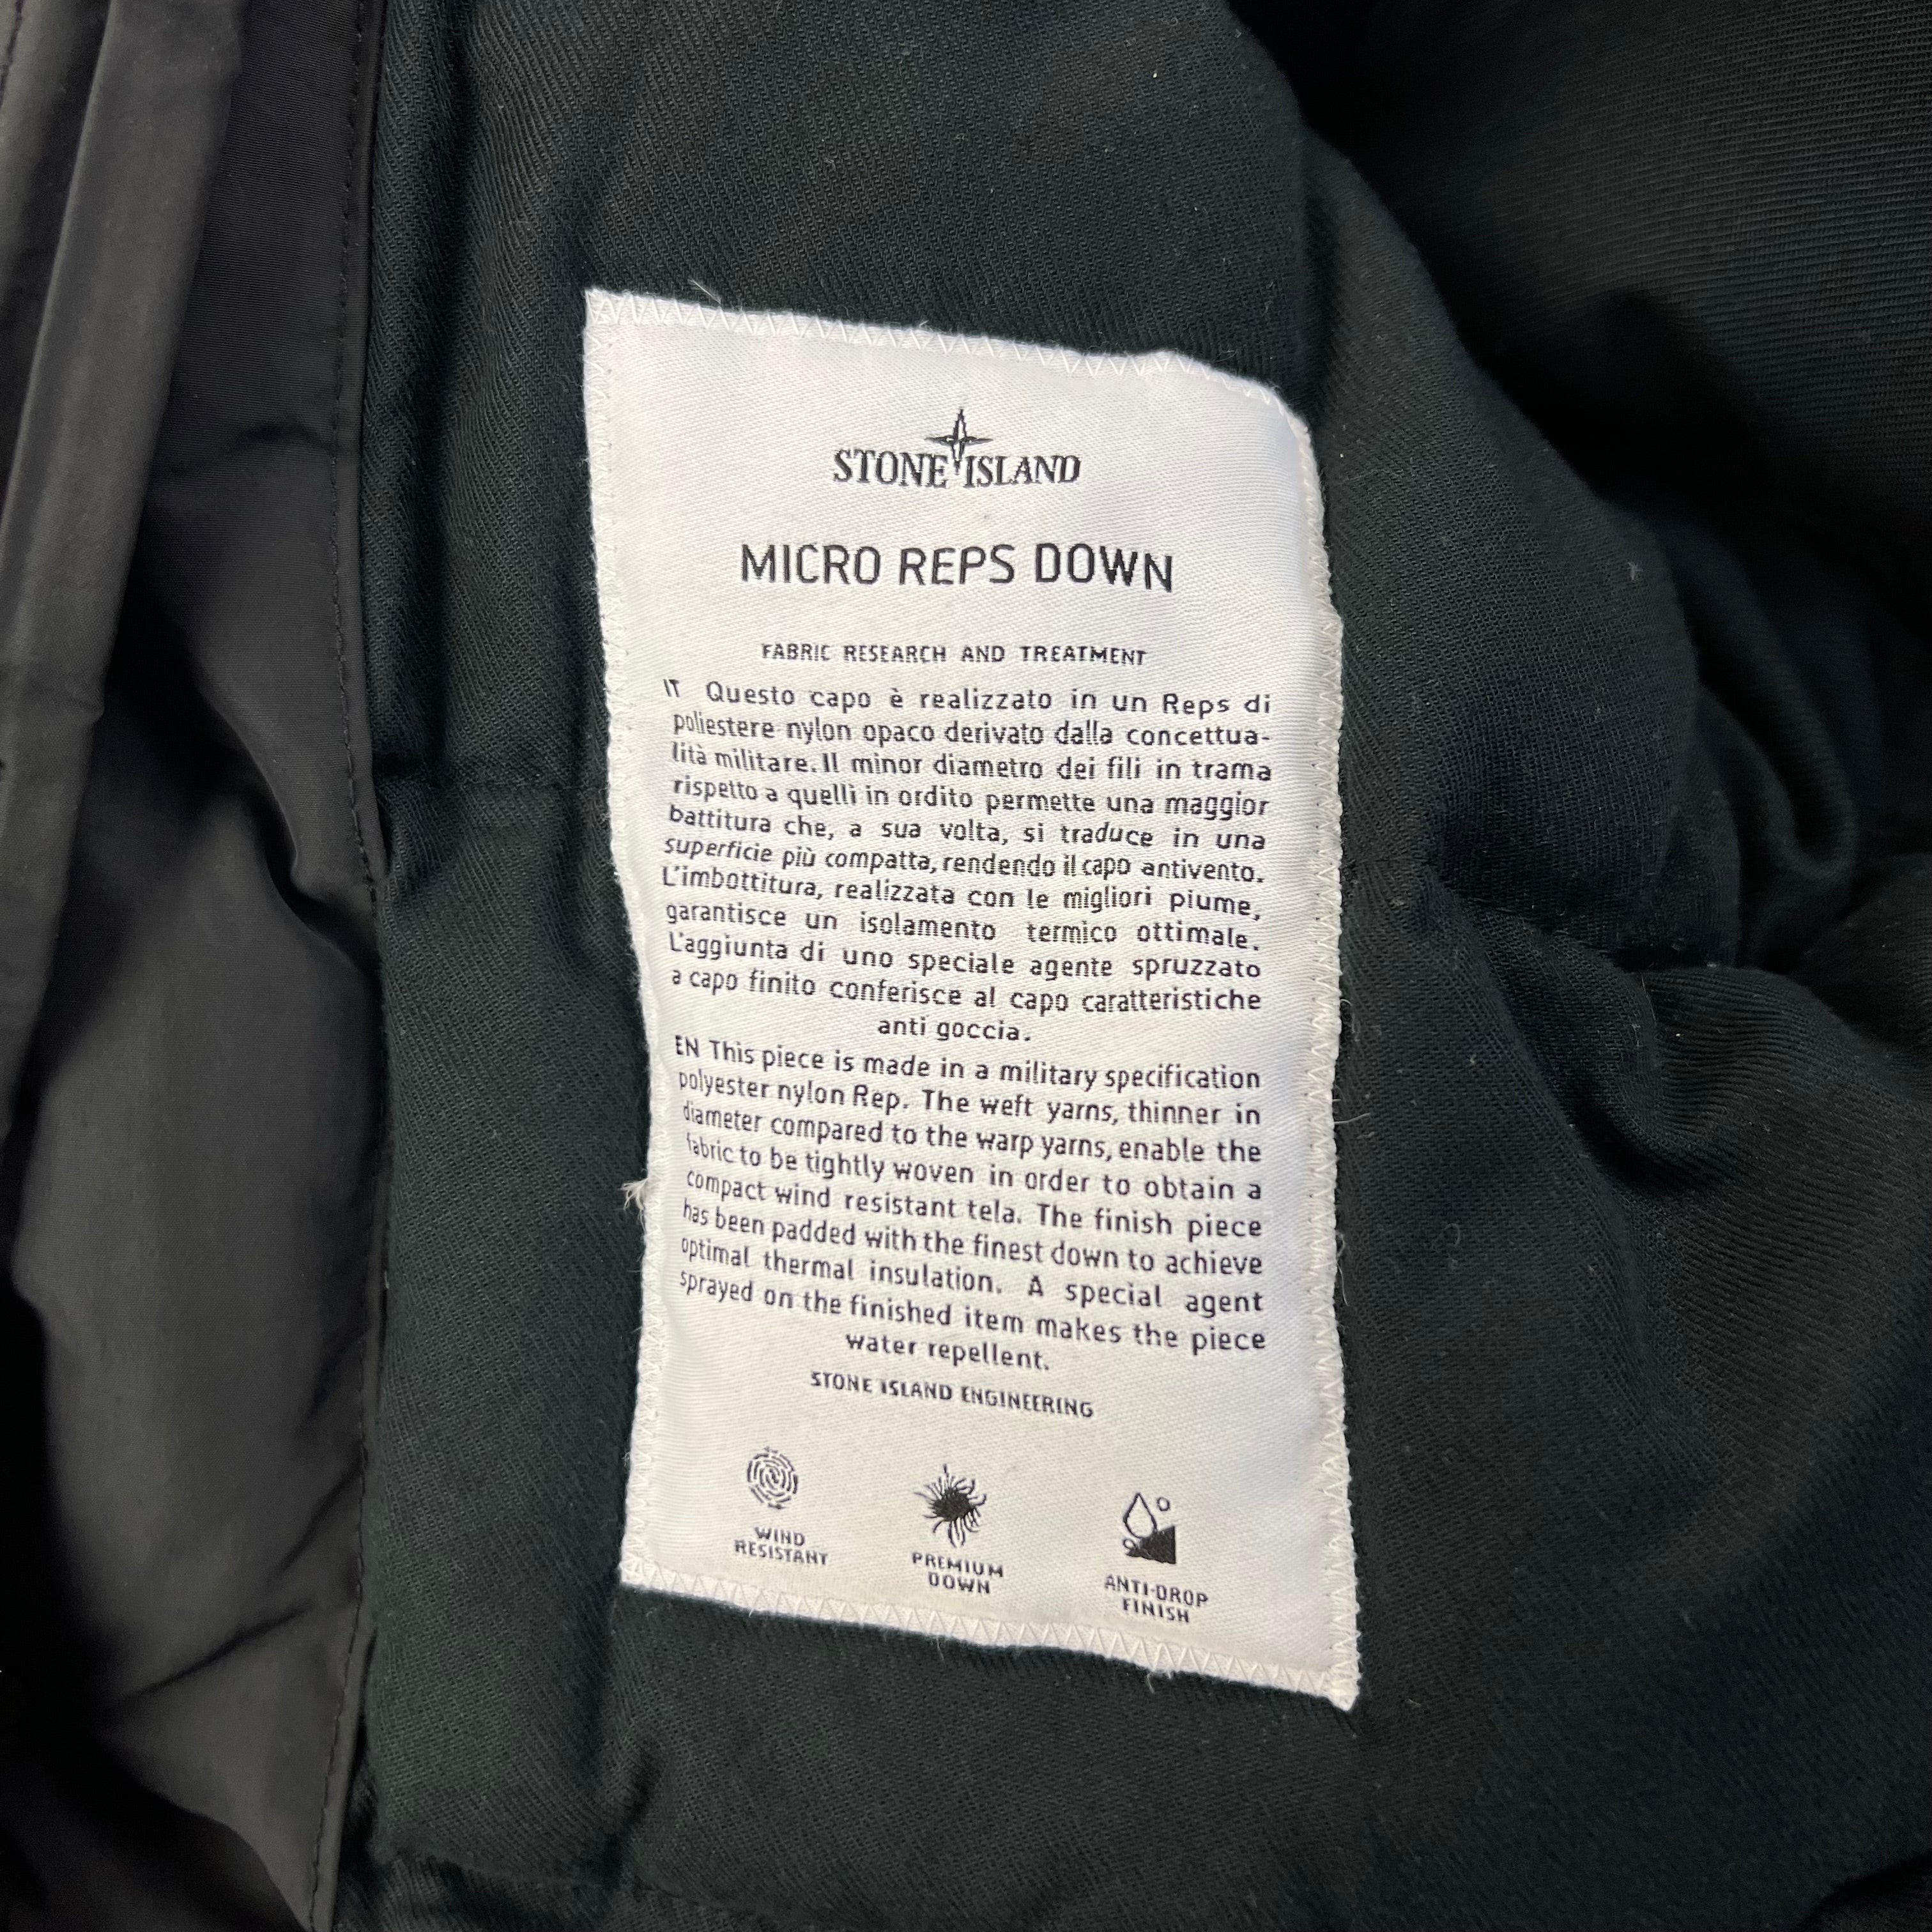 STONE ISLAND
MICRO REPS DOWN
FABRIC RESEARCH AND TREATMENT
IT Questo capo è realizzato in un Reps di
poliestere nylon opaco derivato dalla concettua-
lità militare. Il minor diametro dei fili in trama
rispetto a quelli in ordito permette una maggior
battitura che, a sua volta, si traduce in una
superficie più compatta, rendendo il capo antivento.
L'imbottitura, realizzata con le migliori piume,
garantisce un isolamento termico ottimale.
L'aggiunta di uno speciale agente spruzzato
a capo finito conferisce al capo caratteristiche
anti goccia.
EN This piece is made in a military specification
polyester nylon Rep. The weft yarns, thinner in
diameter compared to the warp yarns, enable the
fabric to be tightly woven in order to obtain a
compact wind resistant tela. The finish piece
has been padded with the finest down to achieve
optimal thermal insulation. A special agent
sprayed on the finished item makes the piece
water repellent.
STONE ISLAND ENGINEERING
WIND
RESISTANT
PREMIUM
DOWN
ANTI-DROP
FINISH